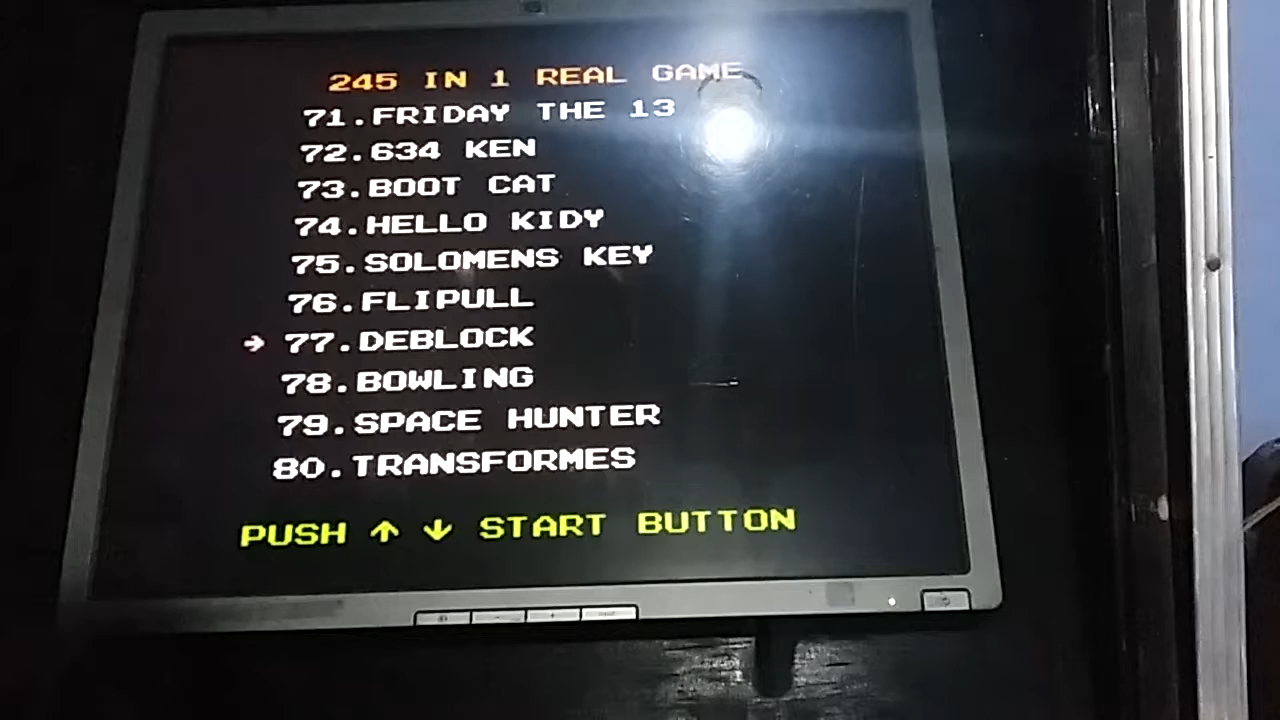 245 IN 1 REAL GAME
71.FRIDAY THE 13
72.634 KEN
73.BOOT CAT
74.HELLO KIDY
75.SOLOMENS KEY
76.FLIPULL
→ 77.DEBLOCK
78.BOWLING
79.SPACE HUNTER
80.TRANSFORMES
PUSH ↑ ↓ START BUTTON